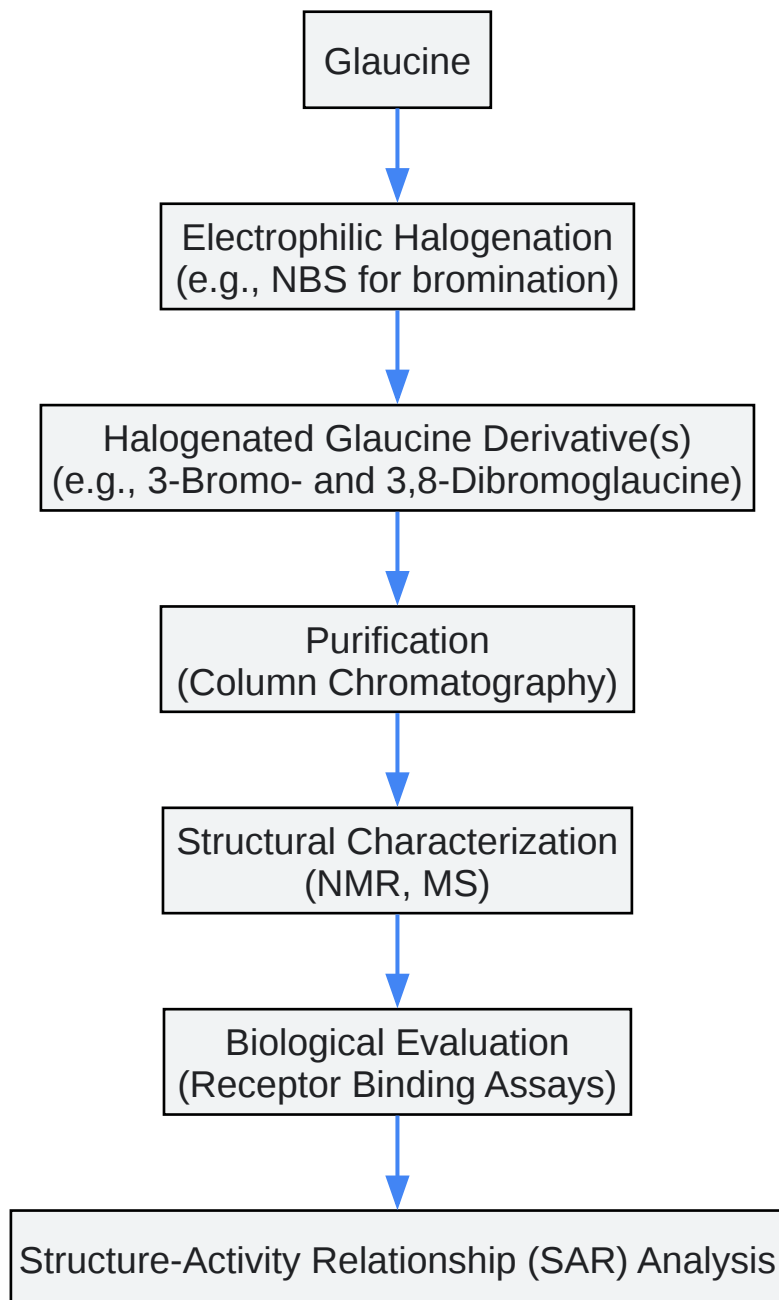 Glaucine
Electrophilic Halogenation
(e.g., NBS for bromination)
Halogenated Glaucine Derivative(s)
(e.g., 3-Bromo- and 3,8-Dibromoglaucine)
Purification
(Column Chromatography)
Structural Characterization
(NMR, MS)
Biological Evaluation
(Receptor Binding Assays)
Structure-Activity Relationship (SAR) Analysis